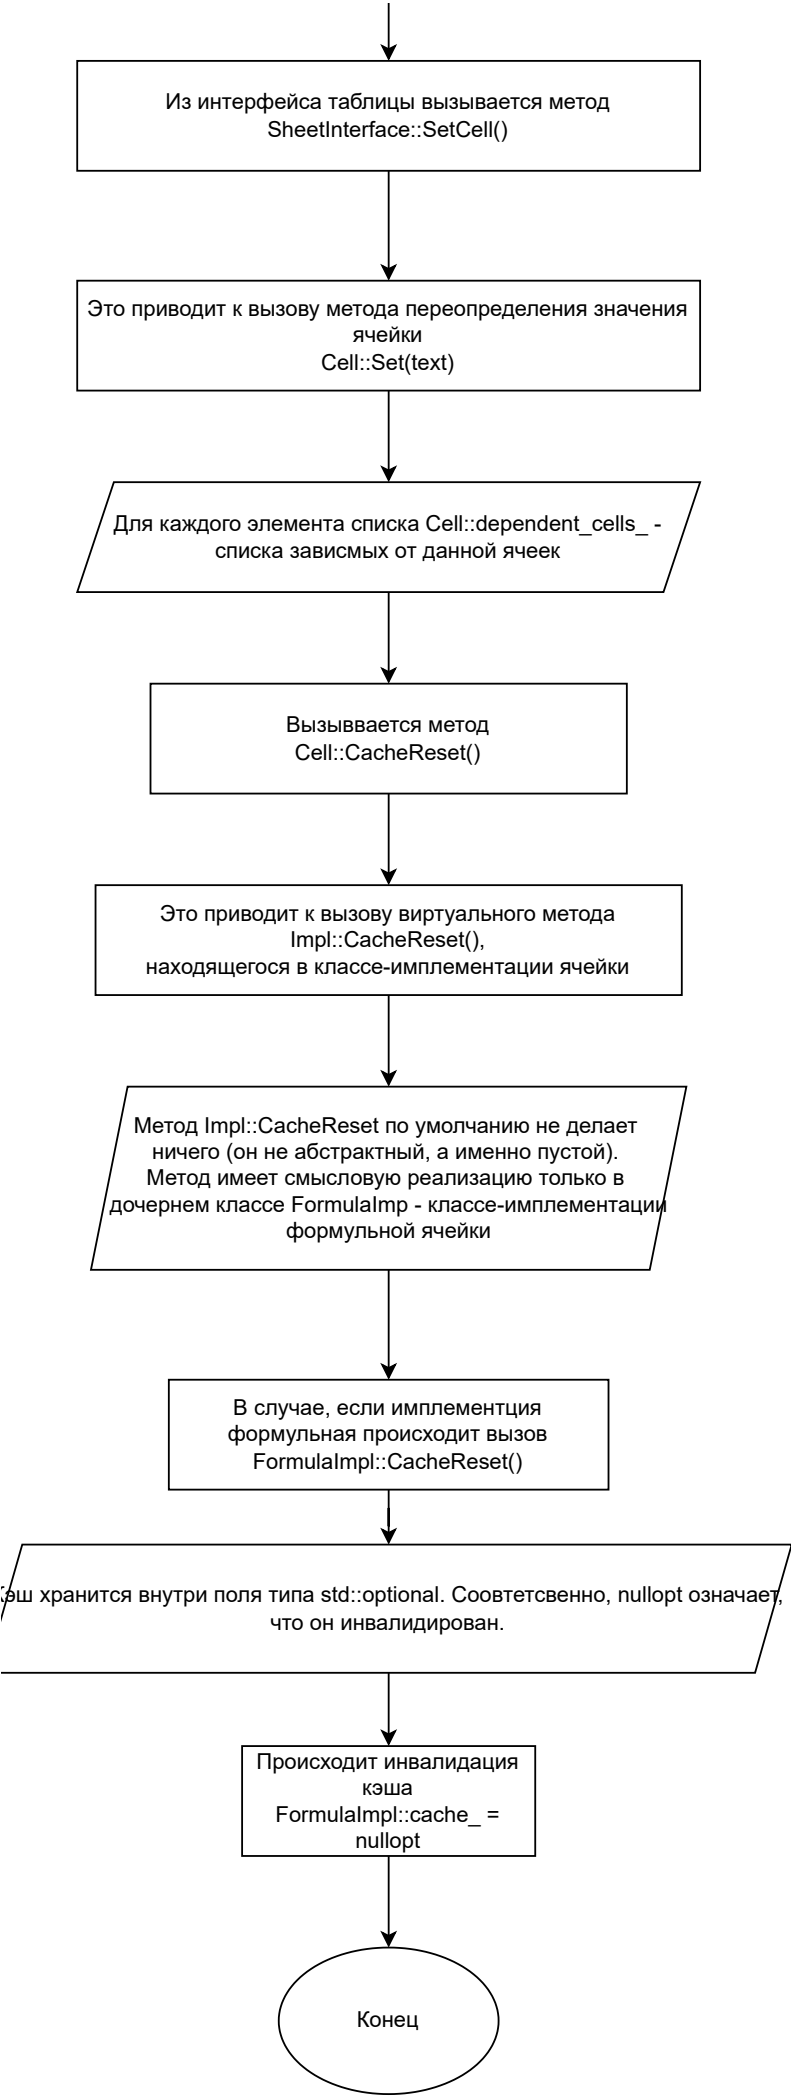 Из интерфейса таблицы вызывается метод
SheetInterface::SetCell()
Это приводит к вызову метода переопределения значения
ячейки
Cell::Set(text)
Для каждого элемента списка Cell::dependent_cells_ -
списка зависмых от данной ячеек
Вызыввается метод
Cell::CacheReset()
Это приводит к вызову виртуального метода
Impl::CacheReset(),
находящегося в классе-имплементации ячейки
Метод Impl::CacheReset по умолчанию не делает
ничего (он не абстрактный, а именно пустой).
Метод имеет смысловую реализацию только в
дочернем классе FormulaImp - классе-имплементации
формульной ячейки
В случае, если имплементция
формульная происходит вызов
FormulaImpl::CacheReset()
Кэш хранится внутри поля типа std::optional. Соовтетсвенно, nullopt означает,
что он инвалидирован.
Происходит инвалидация
кэша
FormulaImpl::cache_ =
nullopt
Конец